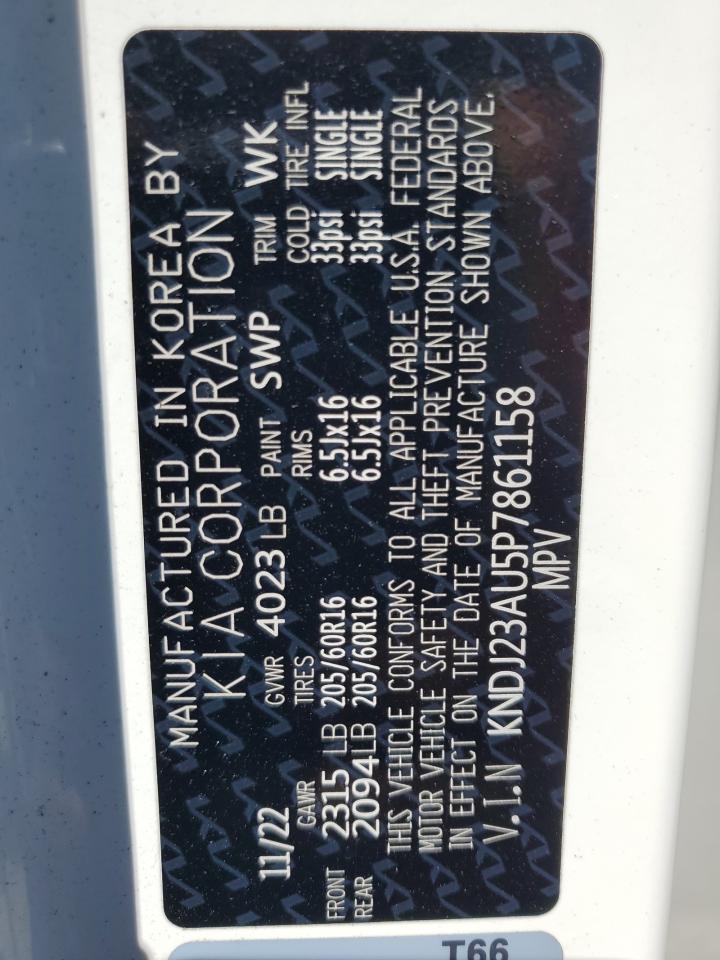 MANUFACTURED IN KOREA BY
KIA CORPORATION
11/22 GVWR 4023 LB PAINT SWP TRIM WK
GAWR TIRES RIMS COLD TIRE INFL
FRONT 2315 LB 205/60R16 6.5Jx16 33psi SINGLE
REAR 2094 LB 205/60R16 6.5Jx16 33psi SINGLE
THIS VEHICLE CONFORMS TO ALL APPLICABLE U.S.A. FEDERAL
MOTOR VEHICLE SAFETY AND THEFT PREVENTION STANDARDS
IN EFFECT ON THE DATE OF MANUFACTURE SHOWN ABOVE.
V.I.N KNDJ23AU5P7861158
MPV
T66